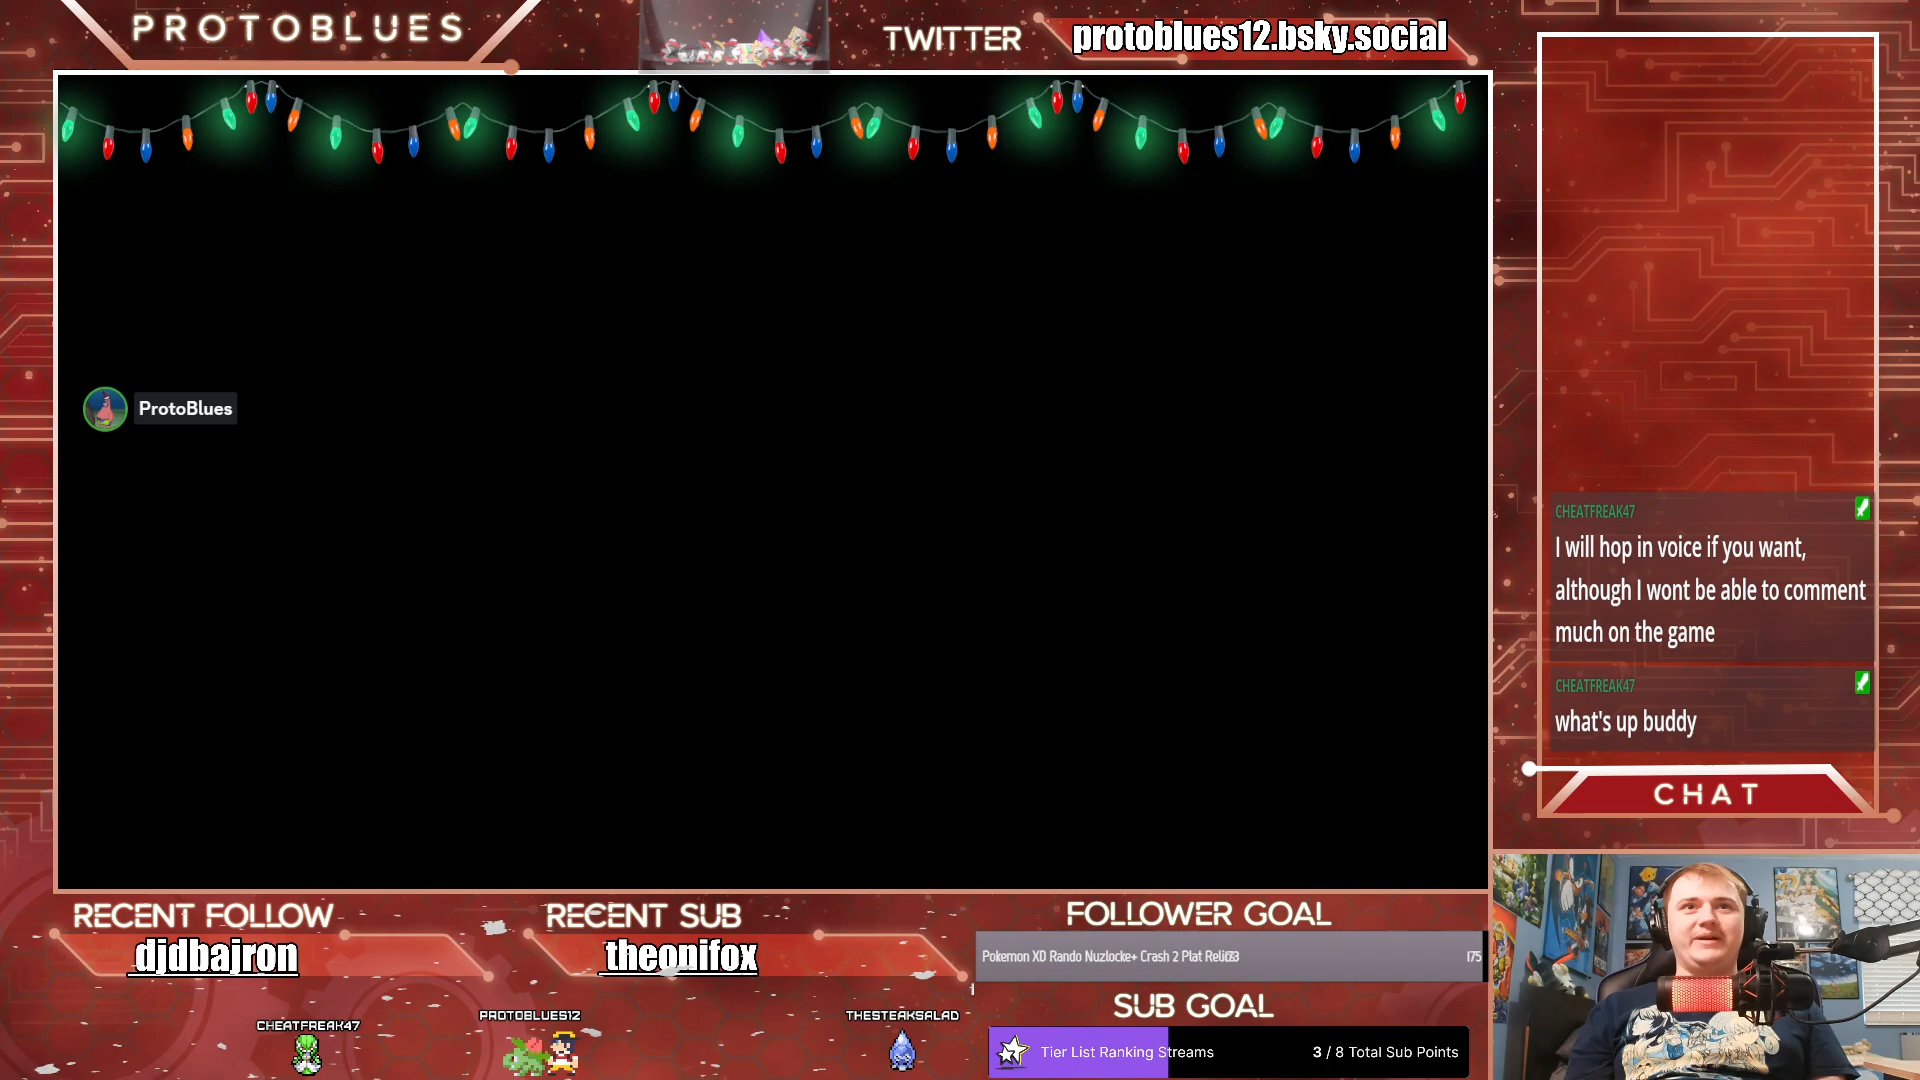 PROTOBLUES
TWITTER
protoblues12.bsky.social
ProtoBlues
CHEATFREAK47
I will hop in voice if you want,
although I wont be able to comment
much on the game
CHEATFREAK47
what's up buddy
CHAT
RECENT FOLLOW
djdbajron
RECENT SUB
theonifox
FOLLOWER GOAL
Pokemon XD Rando Nuzlocke+ Crash 2 Plat Relic
175
SUB GOAL
Tier List Ranking Streams
3 / 8 Total Sub Points
CHEATFREAK47
PROTOBLUES12
THESTEAKSALAD